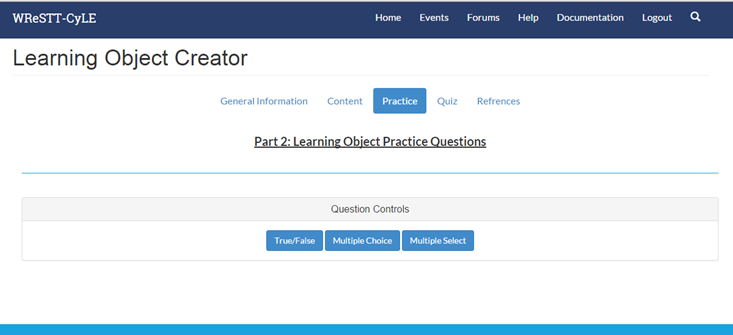 WReSTT-CyLE Home Events Forums Help Documentation Logout
Learning Object Creator
General Information Content Practice Quiz Refrences
Part 2: Learning Object Practice Questions
Question Controls
True/False Multiple Choice Multiple Select